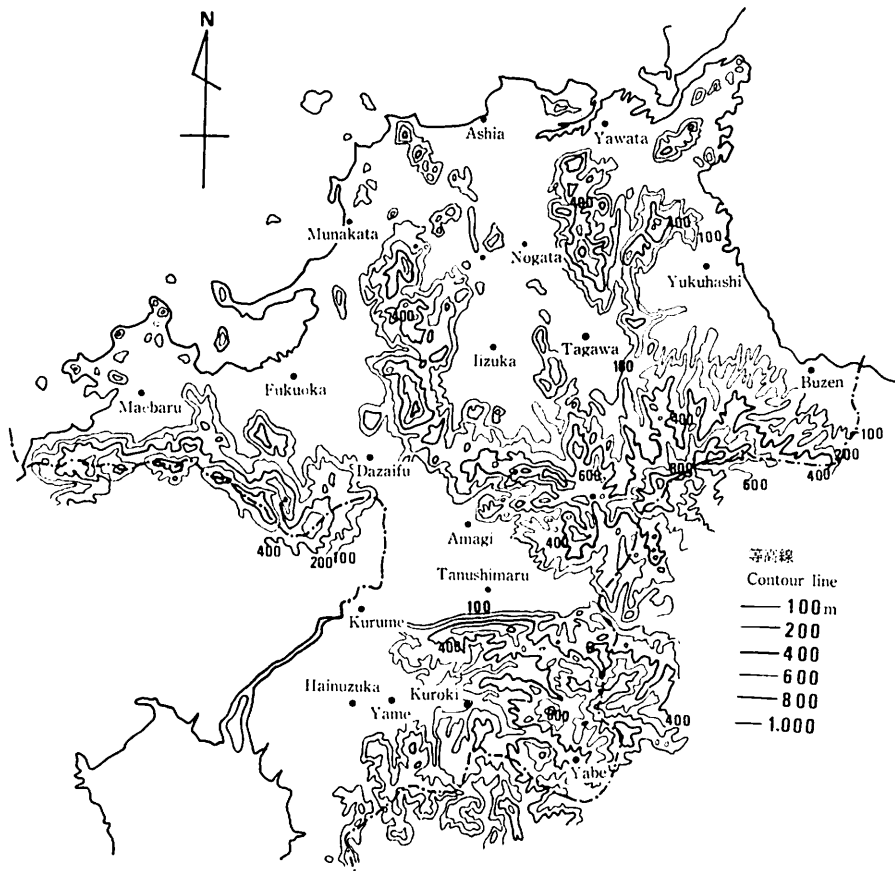 N
Ashia
Yawata
400
400
100
Munakata
Nogata
Yukuhashi
400
Iizuka
Tagawa
Fukuoka
Buzen
Maebaru
400
100
Dazaifu
200
800
600
600
400
Amagi
400
400
200
100
等高線
Contour line
100m
200
400
600
800
1.000
Tanushimaru
100
Kurume
400
Hainuzuka
Kuroki
Yame
400
Yabe